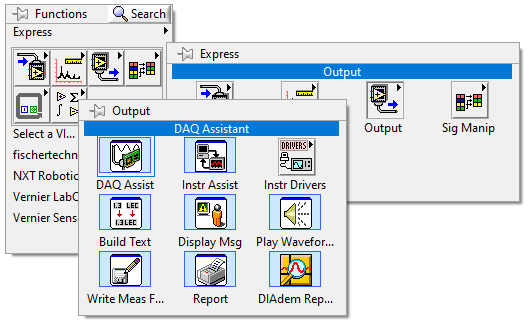 Functions
Search
Express
Select a VI...
fischertechn
NXT Robotic
Vernier LabC
Vernier Sens
Express
Output
Output
Sig Manip
Output
DAQ Assistant
DAQ Assist
Instr Assist
DRIVERS
Instr Drivers
1.3 LEC
1.3 LEC
Build Text
Display Msg
Play Wavefor...
Write Meas F...
Report
DIAdem Rep...